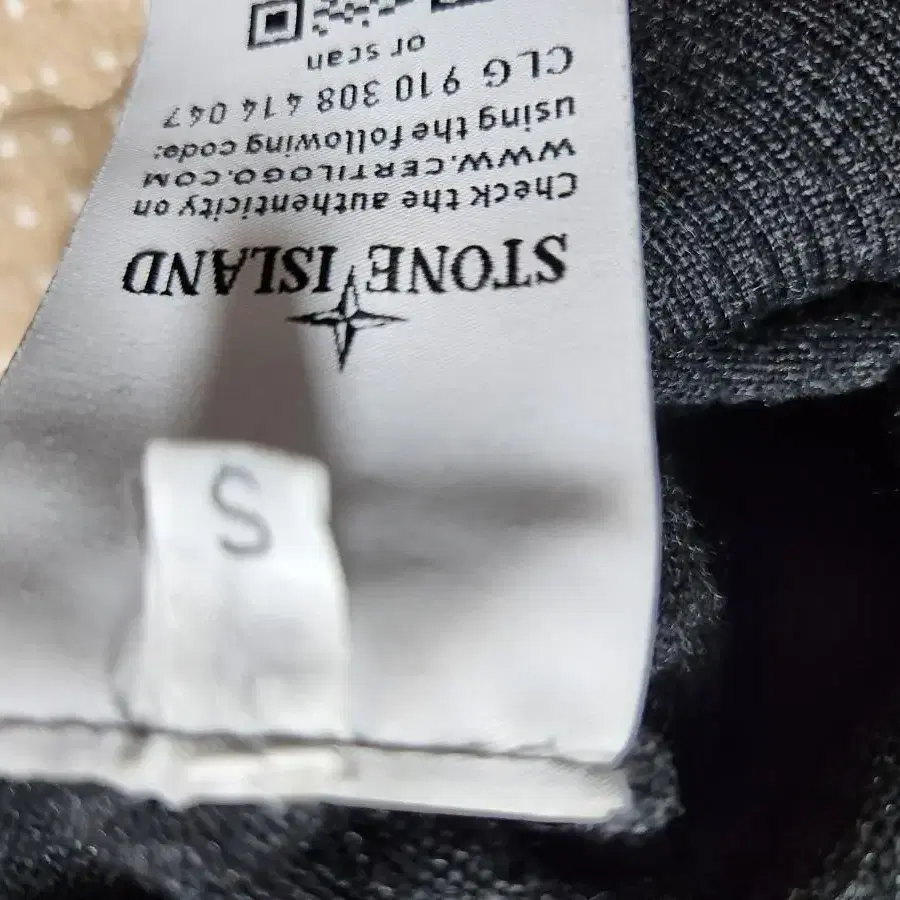 S
STONE ISLAND
Check the authenticity on
WWW.CERTILOGO.COM
using the following code:
CLG 910 308 414 047
or scan